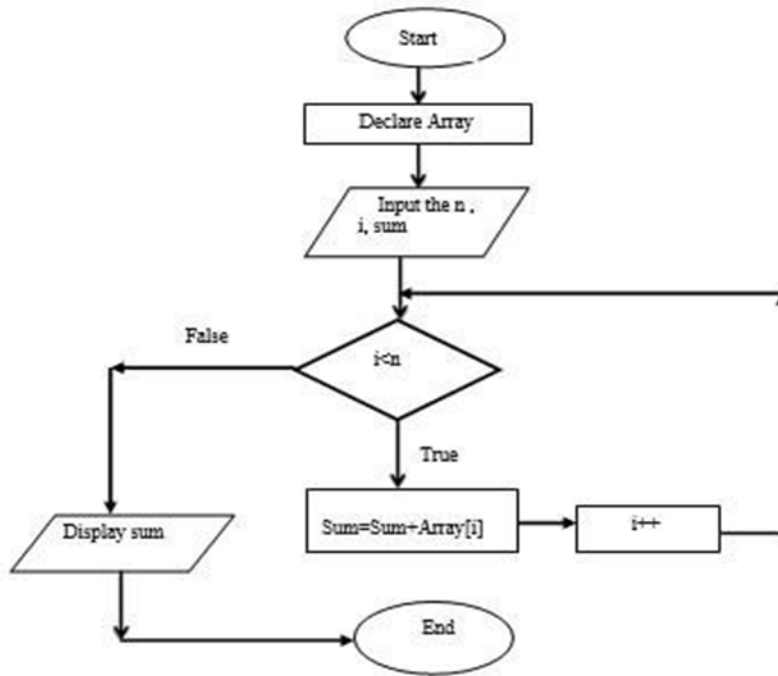 Start
Declare Array
Input the n ,
i, sum
i<n
False
True
Sum=Sum+Array[i]
i++
Display sum
End